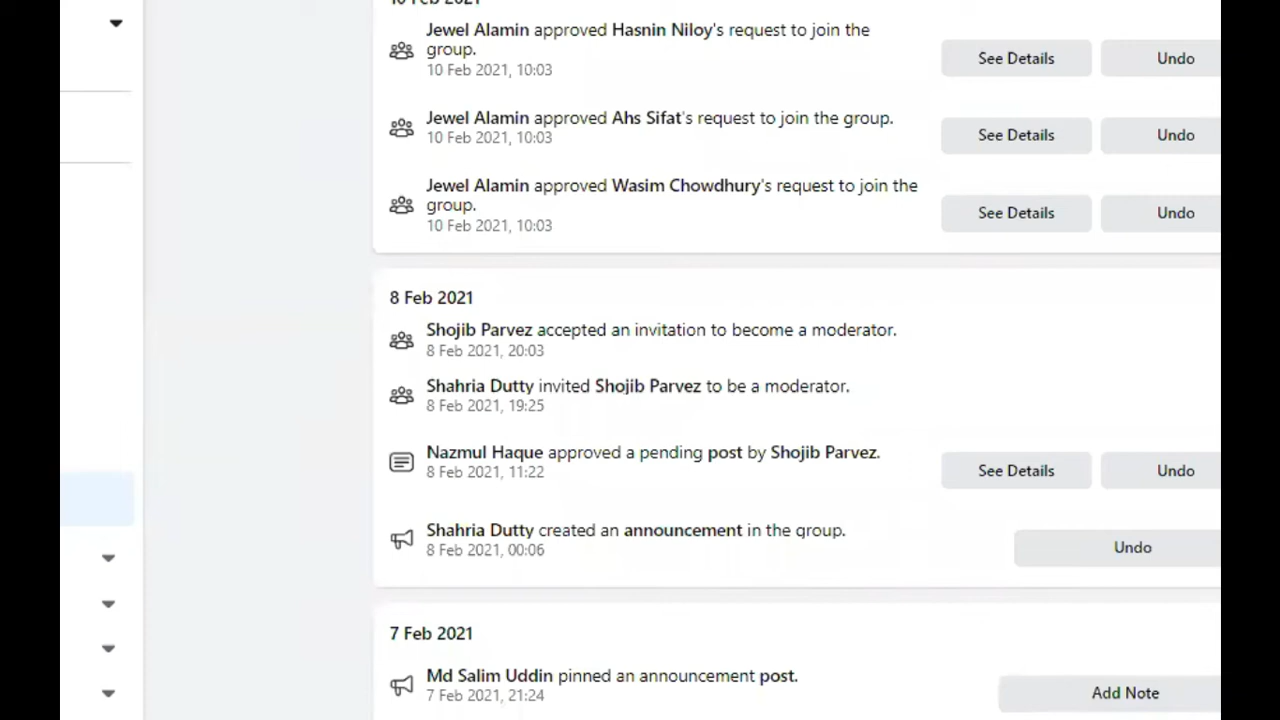 10 Feb 2021
Jewel Alamin approved Hasnin Niloy's request to join the
group.
10 Feb 2021, 10:03
See Details
Undo
Jewel Alamin approved Ahs Sifat's request to join the group.
10 Feb 2021, 10:03
See Details
Undo
Jewel Alamin approved Wasim Chowdhury's request to join the
group.
10 Feb 2021, 10:03
See Details
Undo
8 Feb 2021
Shojib Parvez accepted an invitation to become a moderator.
8 Feb 2021, 20:03
Shahria Dutty invited Shojib Parvez to be a moderator.
8 Feb 2021, 19:25
Nazmul Haque approved a pending post by Shojib Parvez.
8 Feb 2021, 11:22
See Details
Undo
Shahria Dutty created an announcement in the group.
8 Feb 2021, 00:06
Undo
7 Feb 2021
Md Salim Uddin pinned an announcement post.
7 Feb 2021, 21:24
Add Note